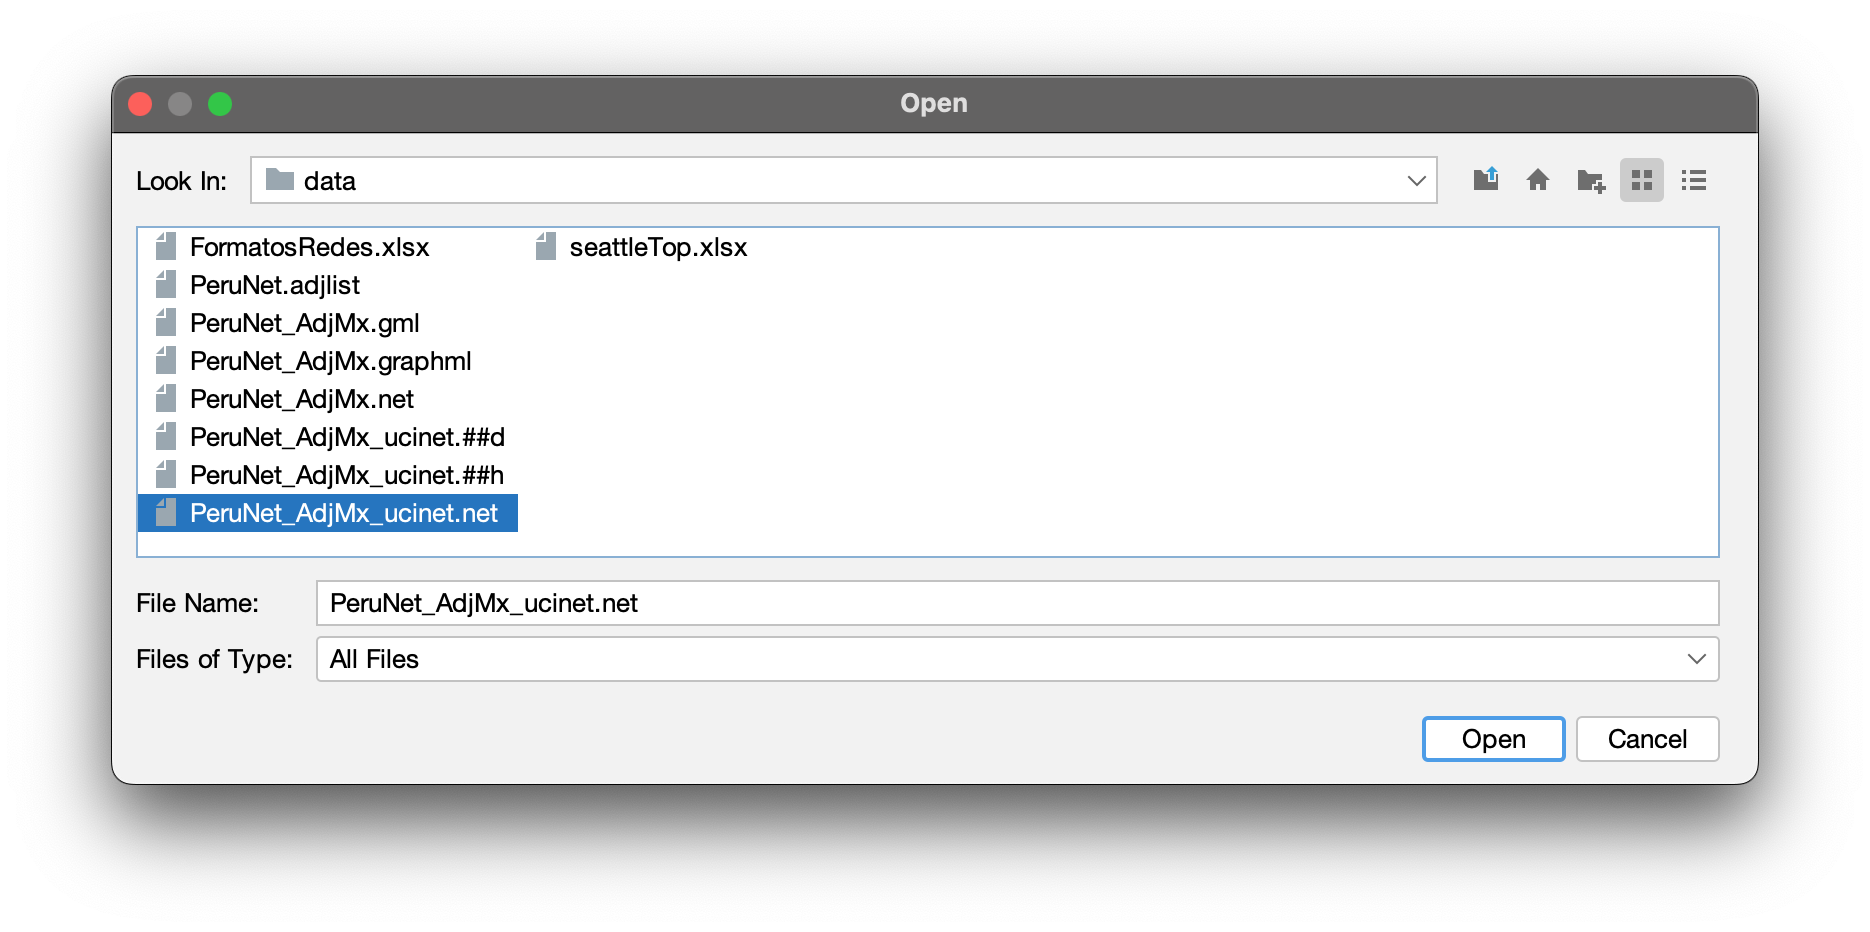 Open
Look In: data
FormatosRedes.xlsx
PeruNet.adjlist
PeruNet_AdjMx.gml
PeruNet_AdjMx.graphml
PeruNet_AdjMx.net
PeruNet_AdjMx_ucinet.##d
PeruNet_AdjMx_ucinet.##h
PeruNet_AdjMx_ucinet.net
seattleTop.xlsx
File Name: PeruNet_AdjMx_ucinet.net
Files of Type: All Files
Open Cancel